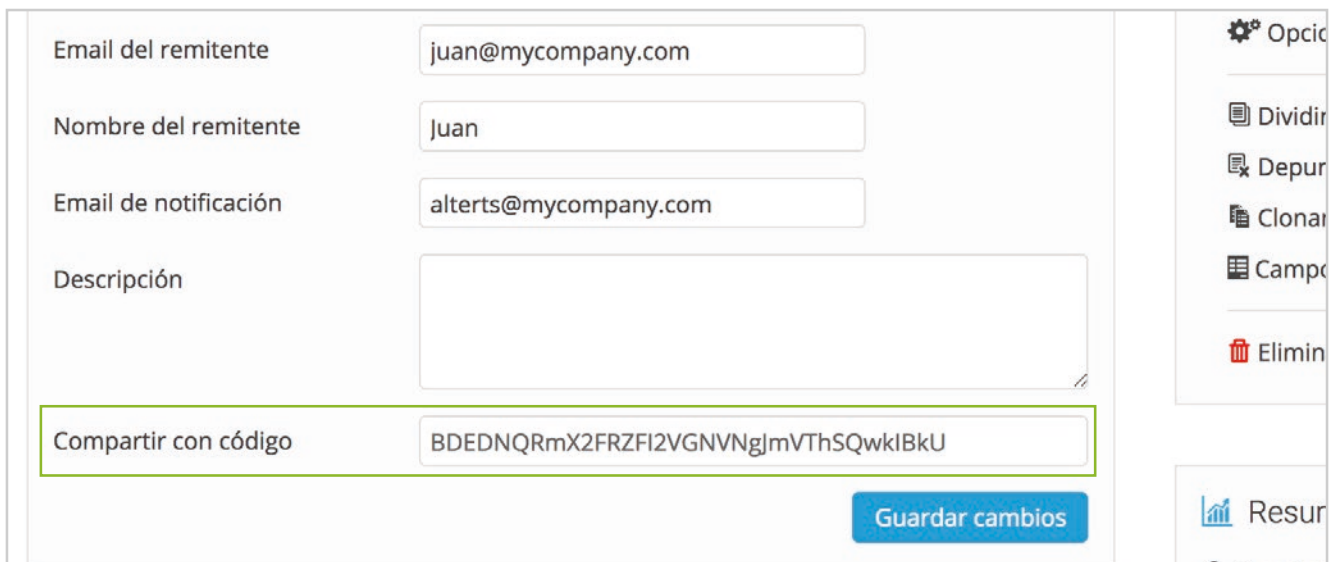 Email del remitente
juan@mycompany.com
Nombre del remitente
Juan
Email de notificación
alterts@mycompany.com
Descripción
Compartir con código
BDEDNQRmX2FRZFI2VGNVNgJmVThSQwkIBkU
Guardar cambios
Opcic
Dividir
Depur
Clonar
Campo
Elimin
Resur